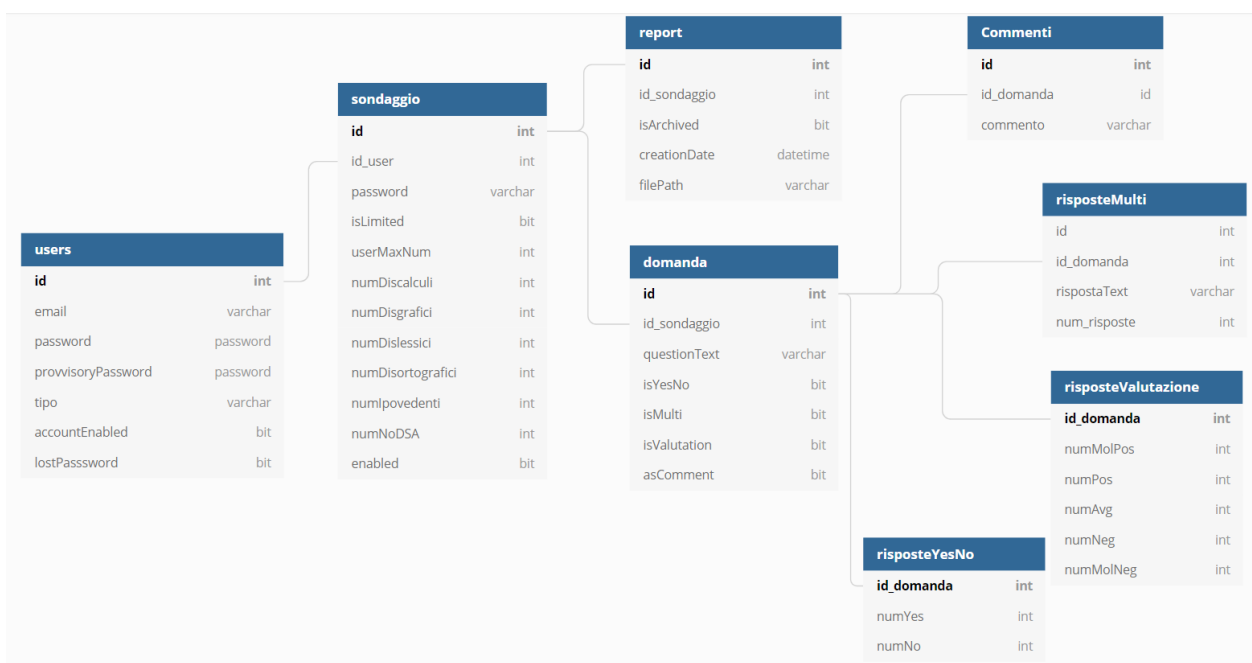 users
id int
email varchar
password password
provvisoryPassword password
tipo varchar
accountEnabled bit
lostPasssword bit
sondaggio
id int
id_user int
password varchar
isLimited bit
userMaxNum int
numDiscalculi int
numDisgrafici int
numDislessici int
numDisortografici int
numIpovedenti int
numNoDSA int
enabled bit
report
id int
id_sondaggio int
isArchived bit
creationDate datetime
filePath varchar
domanda
id int
id_sondaggio int
questionText varchar
isYesNo bit
isMulti bit
isValutation bit
asComment bit
Commenti
id int
id_domanda id
commento varchar
risposteMulti
id int
id_domanda int
rispostaText varchar
num_risposte int
risposteValutazione
id_domanda int
numMolPos int
numPos int
numAvg int
numNeg int
numMolNeg int
risposteYesNo
id_domanda int
numYes int
numNo int